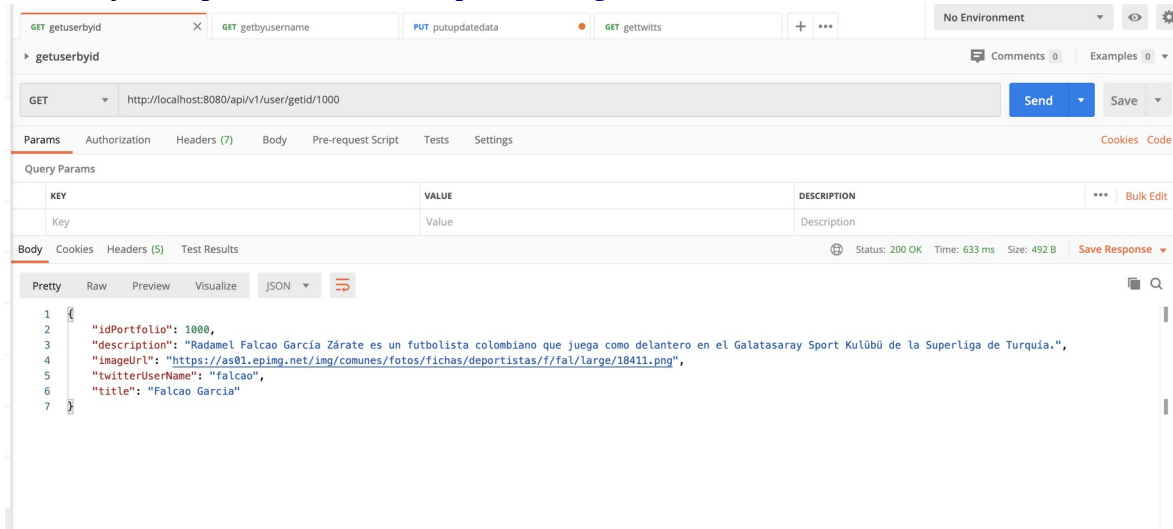 GET getuserbyid
GET getbyusername
PUT putupdatedata
GET gettwitts
No Environment
getuserbyid
Comments 0
Examples 0
GET
http://localhost:8080/api/v1/user/getid/1000
Send
Save
Params Authorization Headers (7) Body Pre-request Script Tests Settings
Cookies Code
Query Params
KEY VALUE DESCRIPTION ••• Bulk Edit
Key Value Description
Body Cookies Headers (5) Test Results
Status: 200 OK Time: 633 ms Size: 492 B Save Response
Pretty Raw Preview Visualize JSON
1 {
2 "idPortfolio": 1000,
3 "description": "Radamel Falcao García Zárate es un futbolista colombiano que juega como delantero en el Galatasaray Sport Kulübü de la Superliga de Turquía.",
4 "imageUrl": "https://as01.epimg.net/img/comunes/fotos/fichas/deportistas/f/fal/large/18411.png",
5 "twitterUserName": "falcao",
6 "title": "Falcao Garcia"
7 }